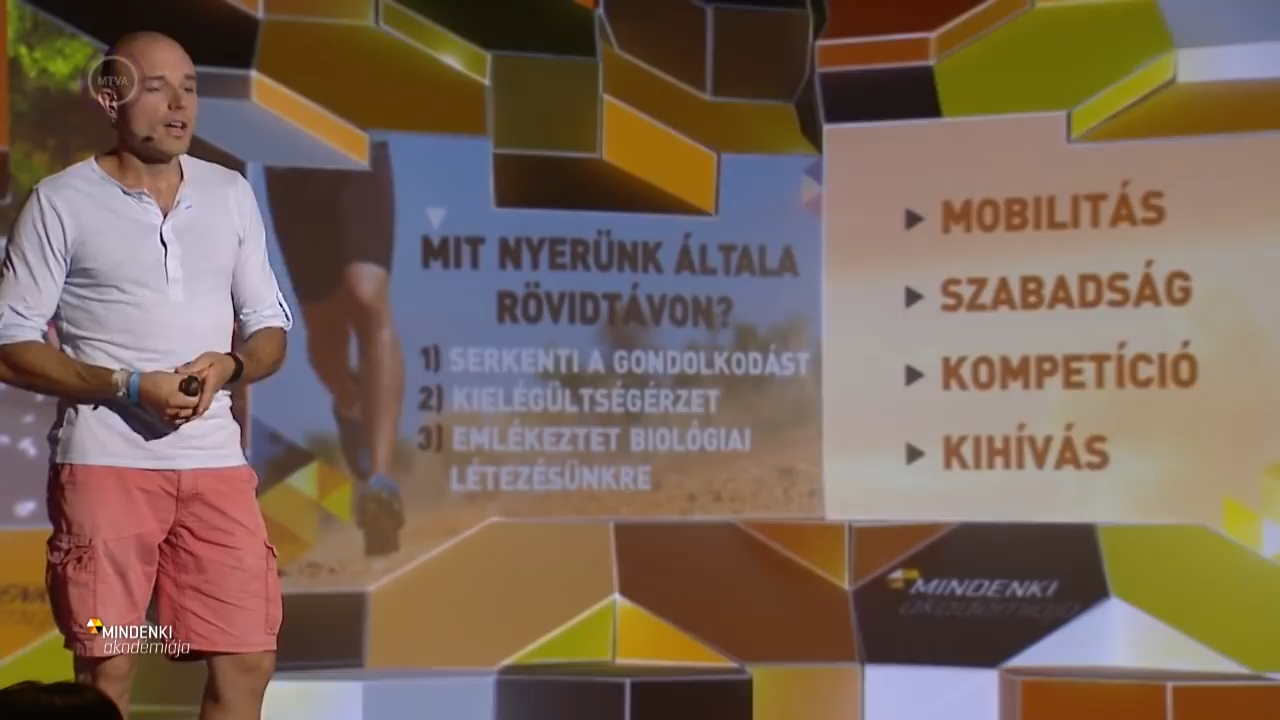 MTVA
MIT NYERÜNK ÁLTALA
RÖVIDTÁVON?
1) SERKENTI A GONDOLKODÁST
2) KIELÉGÜLTSÉGÉRZET
3) EMLÉKEZTET BIOLÓGIAI
LÉTEZÉSÜNKRE
MOBILITÁS
SZABADSÁG
KOMPETÍCIÓ
KIHÍVÁS
MINDENKI
akadémiája
MINDENKI
akadémiája